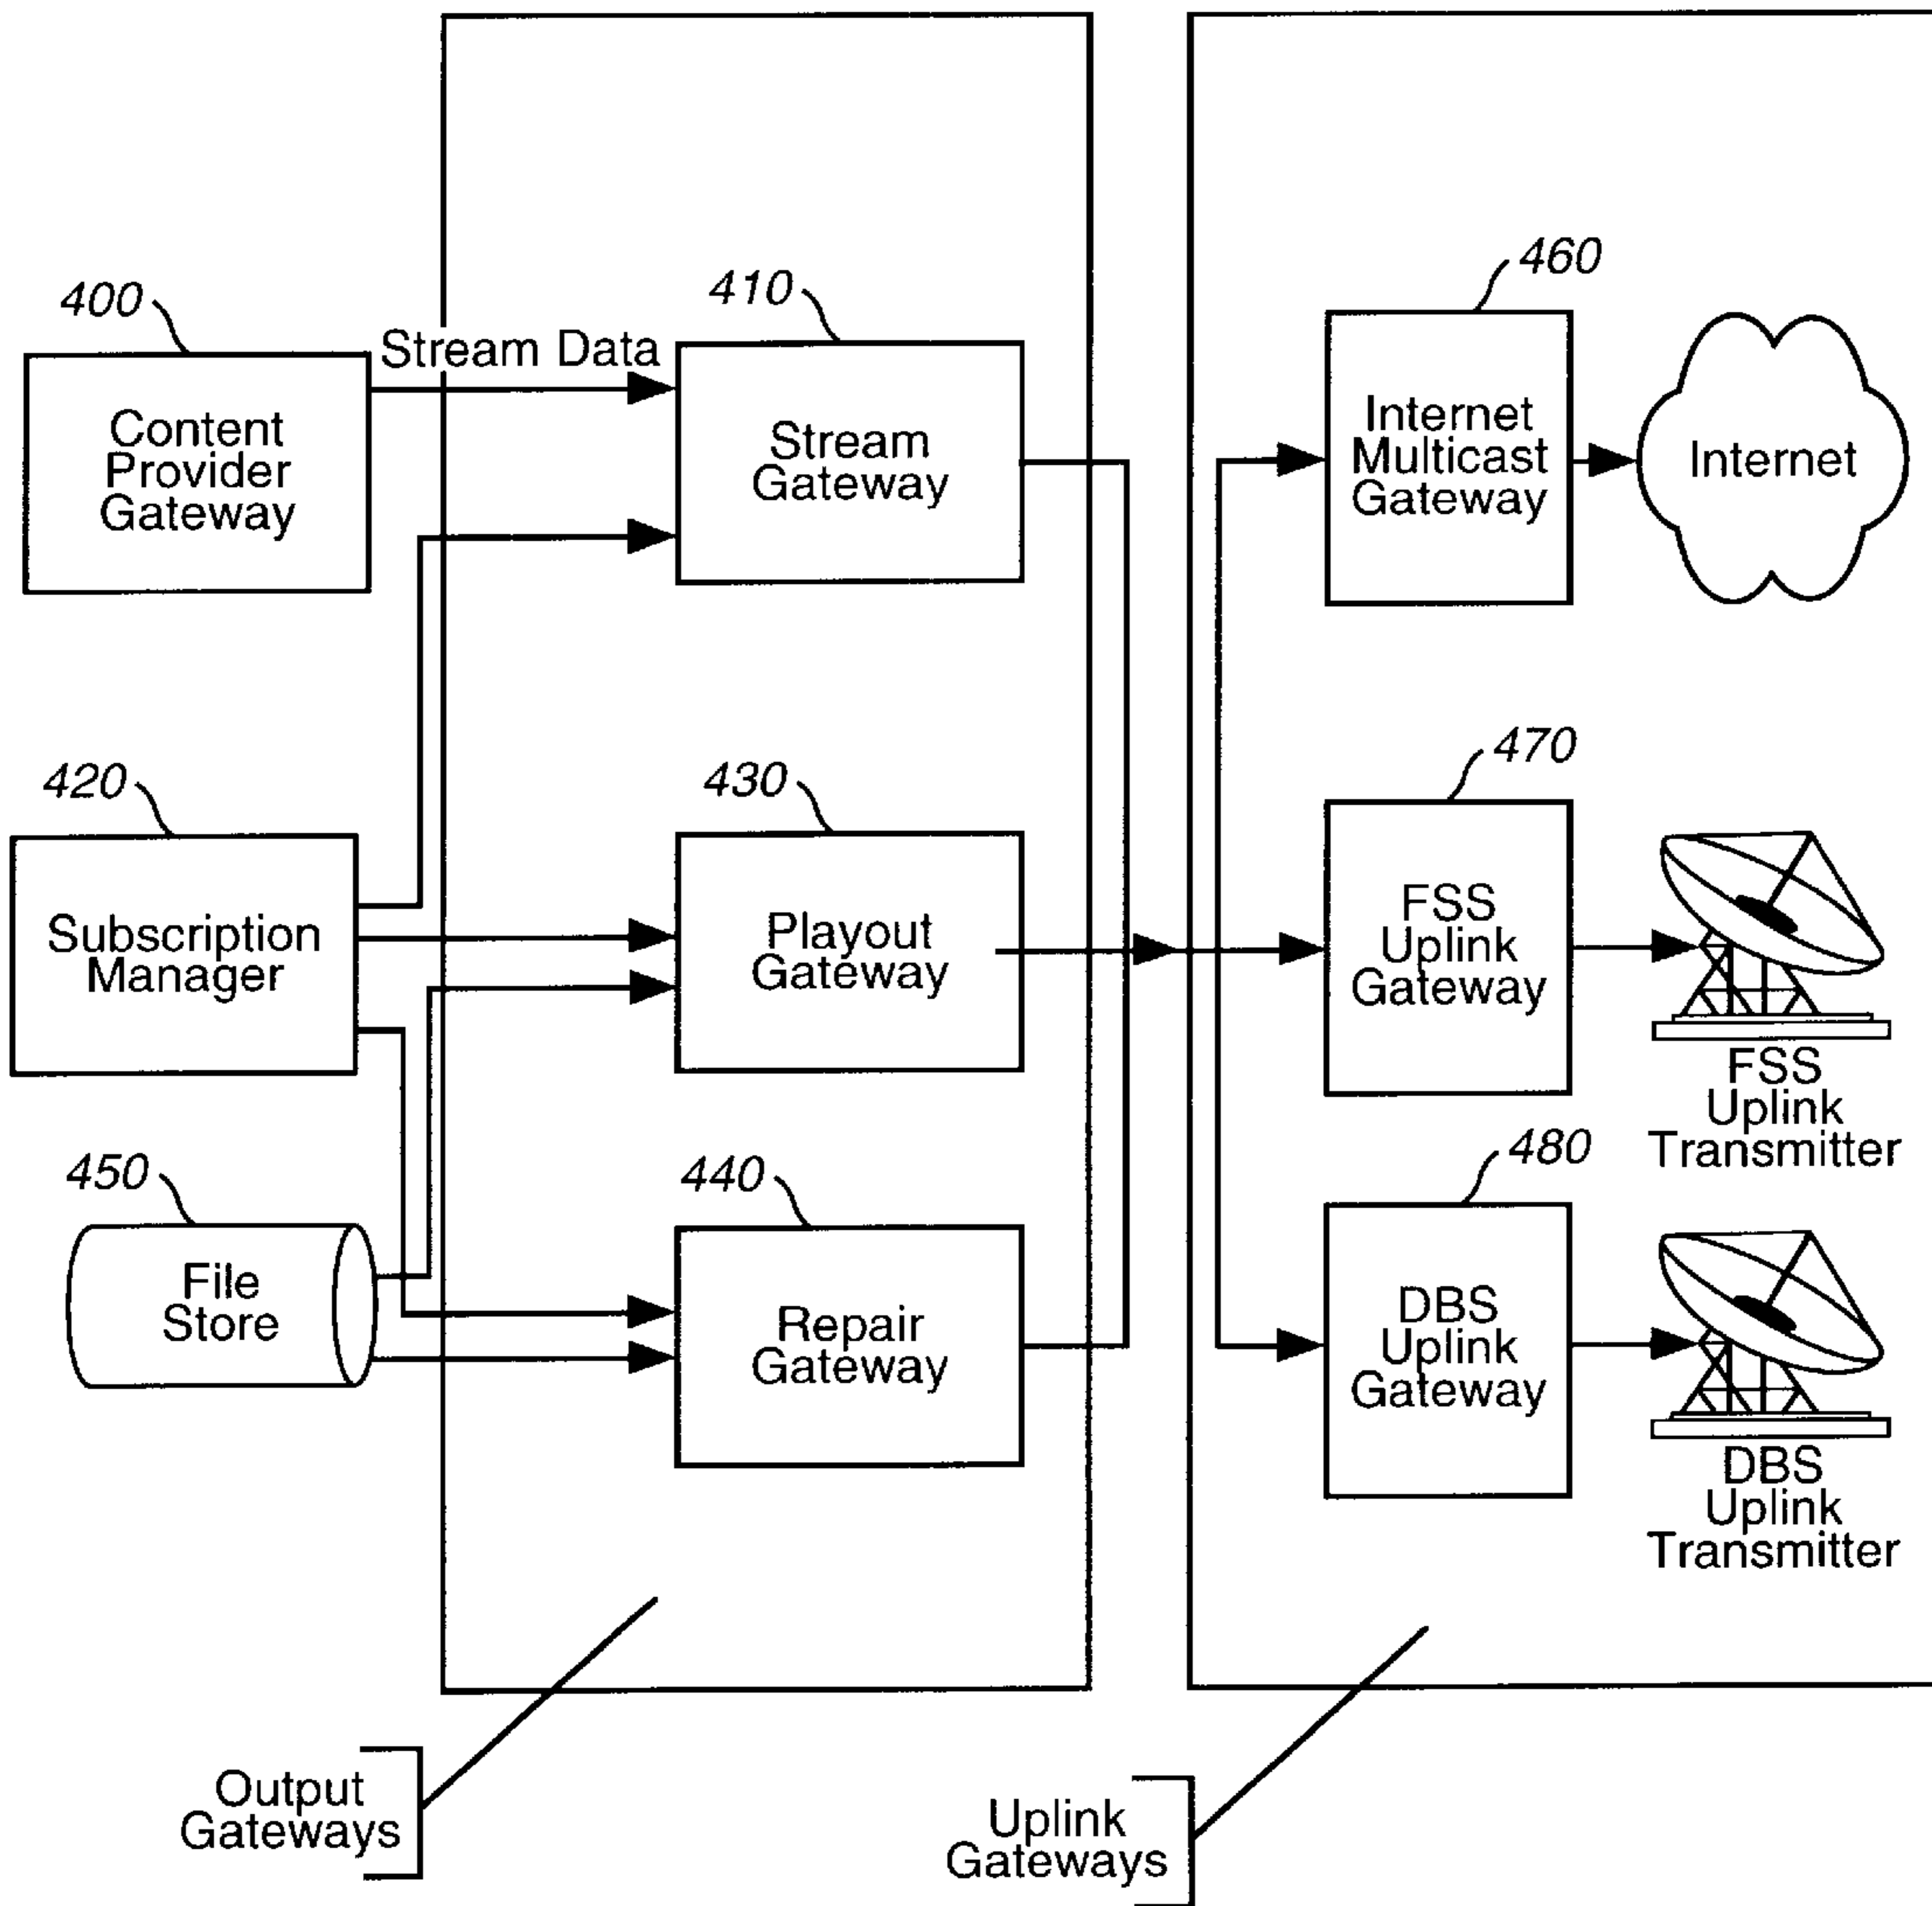 400
Content
Provider
Gateway
Stream Data
410
Stream
Gateway
460
Internet
Multicast
Gateway
Internet
420
Subscription
Manager
430
Playout
Gateway
470
FSS
Uplink
Gateway
FSS
Uplink
Transmitter
450
File
Store
440
Repair
Gateway
480
DBS
Uplink
Gateway
DBS
Uplink
Transmitter
Output
Gateways
Uplink
Gateways